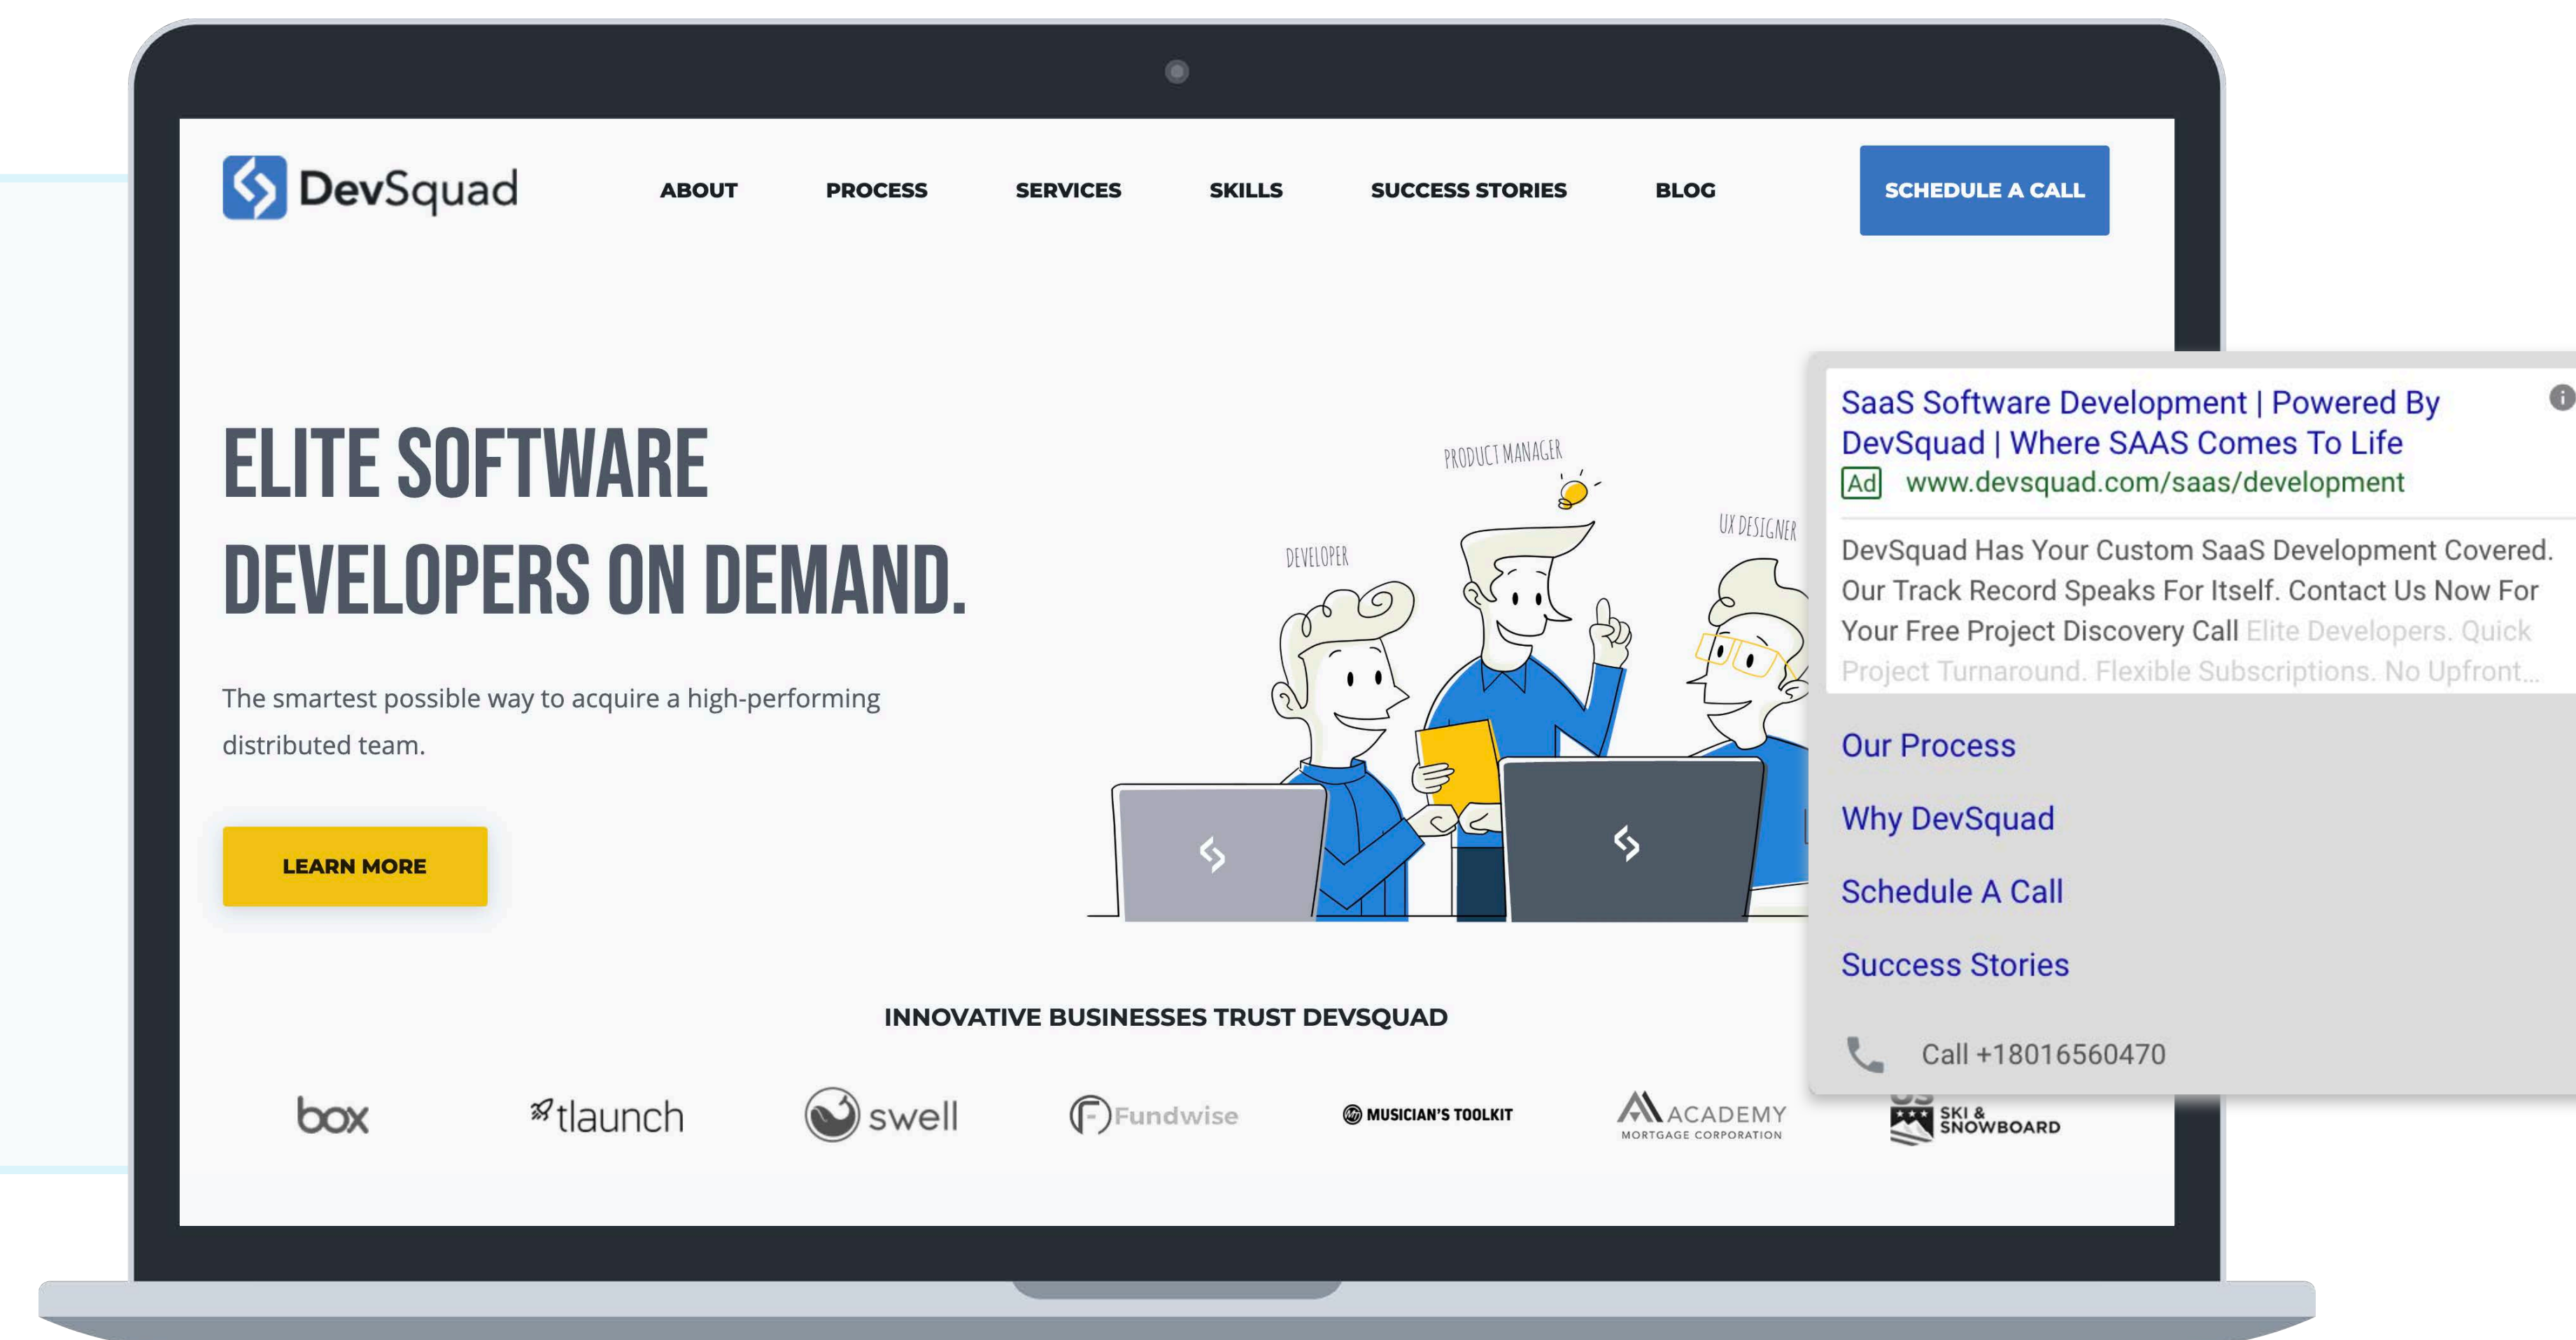 DevSquad
ABOUT
PROCESS
SERVICES
SKILLS
SUCCESS STORIES
BLOG
SCHEDULE A CALL
ELITE SOFTWARE
DEVELOPERS ON DEMAND.
The smartest possible way to acquire a high-performing
distributed team.
LEARN MORE
DEVELOPER
PRODUCT MANAGER
UX DESIGNER
SaaS Software Development | Powered By
DevSquad | Where SAAS Comes To Life
Ad www.devsquad.com/saas/development
DevSquad Has Your Custom SaaS Development Covered.
Our Track Record Speaks For Itself. Contact Us Now For
Your Free Project Discovery Call Elite Developers. Quick
Project Turnaround. Flexible Subscriptions. No Upfront...
Our Process
Why DevSquad
Schedule A Call
Success Stories
Call +18016560470
INNOVATIVE BUSINESSES TRUST DEVSQUAD
box
tlaunch
swell
Fundwise
MUSICIAN'S TOOLKIT
ACADEMY
MORTGAGE CORPORATION
SKI &
SNOWBOARD